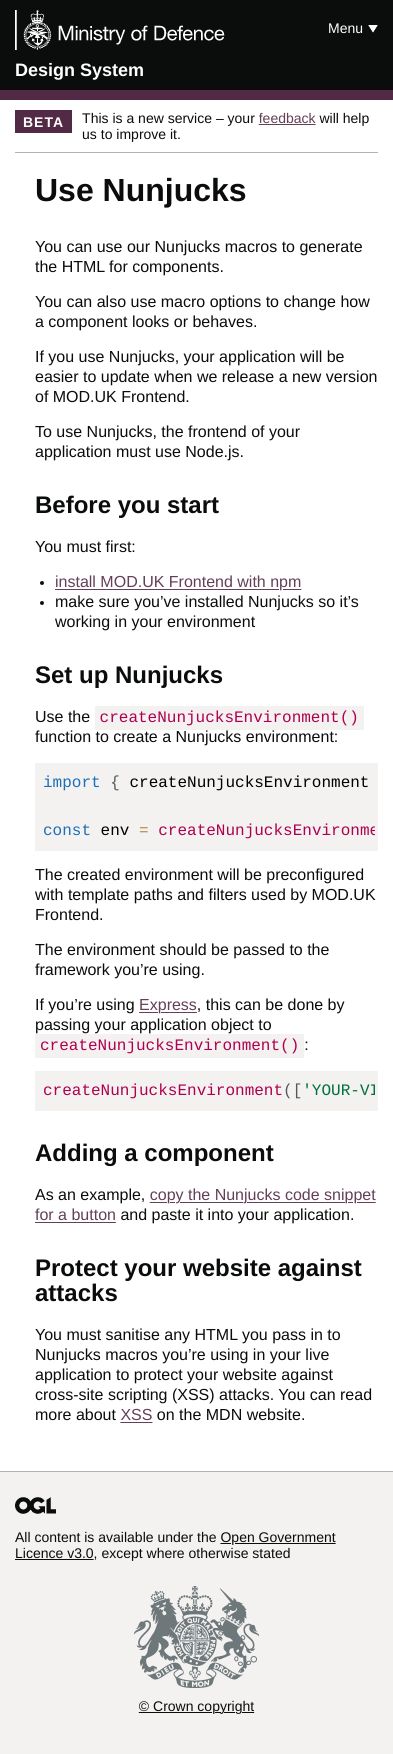 Ministry of Defence
Menu ▼
Design System
BETA
This is a new service – your feedback will help
us to improve it.
Use Nunjucks
You can use our Nunjucks macros to generate
the HTML for components.
You can also use macro options to change how
a component looks or behaves.
If you use Nunjucks, your application will be
easier to update when we release a new version
of MOD.UK Frontend.
To use Nunjucks, the frontend of your
application must use Node.js.
Before you start
You must first:
• install MOD.UK Frontend with npm
• make sure you’ve installed Nunjucks so it’s
working in your environment
Set up Nunjucks
Use the createNunjucksEnvironment()
function to create a Nunjucks environment:
import { createNunjucksEnvironment
const env = createNunjucksEnvironme
The created environment will be preconfigured
with template paths and filters used by MOD.UK
Frontend.
The environment should be passed to the
framework you’re using.
If you’re using Express, this can be done by
passing your application object to
createNunjucksEnvironment() :
createNunjucksEnvironment(['YOUR-VI
Adding a component
As an example, copy the Nunjucks code snippet
for a button and paste it into your application.
Protect your website against
attacks
You must sanitise any HTML you pass in to
Nunjucks macros you’re using in your live
application to protect your website against
cross-site scripting (XSS) attacks. You can read
more about XSS on the MDN website.
OGL
All content is available under the Open Government
Licence v3.0, except where otherwise stated
DIEU ET MON DROIT
© Crown copyright